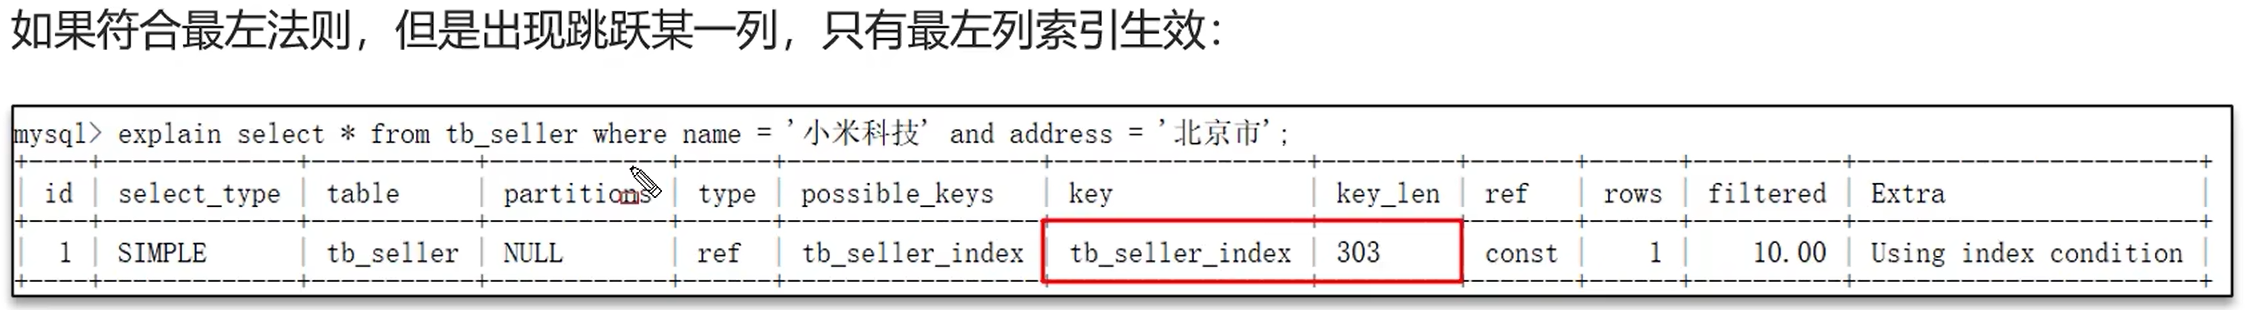 如果符合最左法则，但是出现跳跃某一列，只有最左列索引生效：
mysql> explain select * from tb_seller where name = '小米科技' and address = '北京市';
+----+-------------+-----------+------------+------+-----------------+-----------------+---------+-------+------+----------+-----------------------+
| id | select_type | table | partitions | type | possible_keys | key | key_len | ref | rows | filtered | Extra |
+----+-------------+-----------+------------+------+-----------------+-----------------+---------+-------+------+----------+-----------------------+
| 1 | SIMPLE | tb_seller | NULL | ref | tb_seller_index | tb_seller_index | 303 | const | 1 | 10.00 | Using index condition |
+----+-------------+-----------+------------+------+-----------------+-----------------+---------+-------+------+----------+-----------------------+